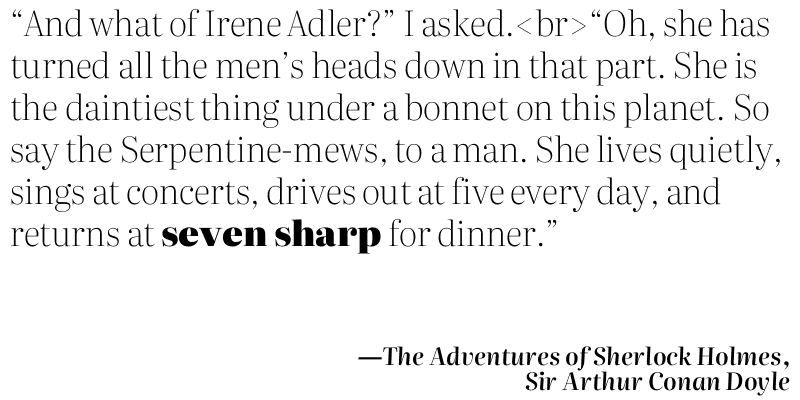 “And what of Irene Adler?” I asked.<br>“Oh, she has
turned all the men’s heads down in that part. She is
the daintiest thing under a bonnet on this planet. So
say the Serpentine-mews, to a man. She lives quietly,
sings at concerts, drives out at five every day, and
returns at seven sharp for dinner.”
—The Adventures of Sherlock Holmes,
Sir Arthur Conan Doyle